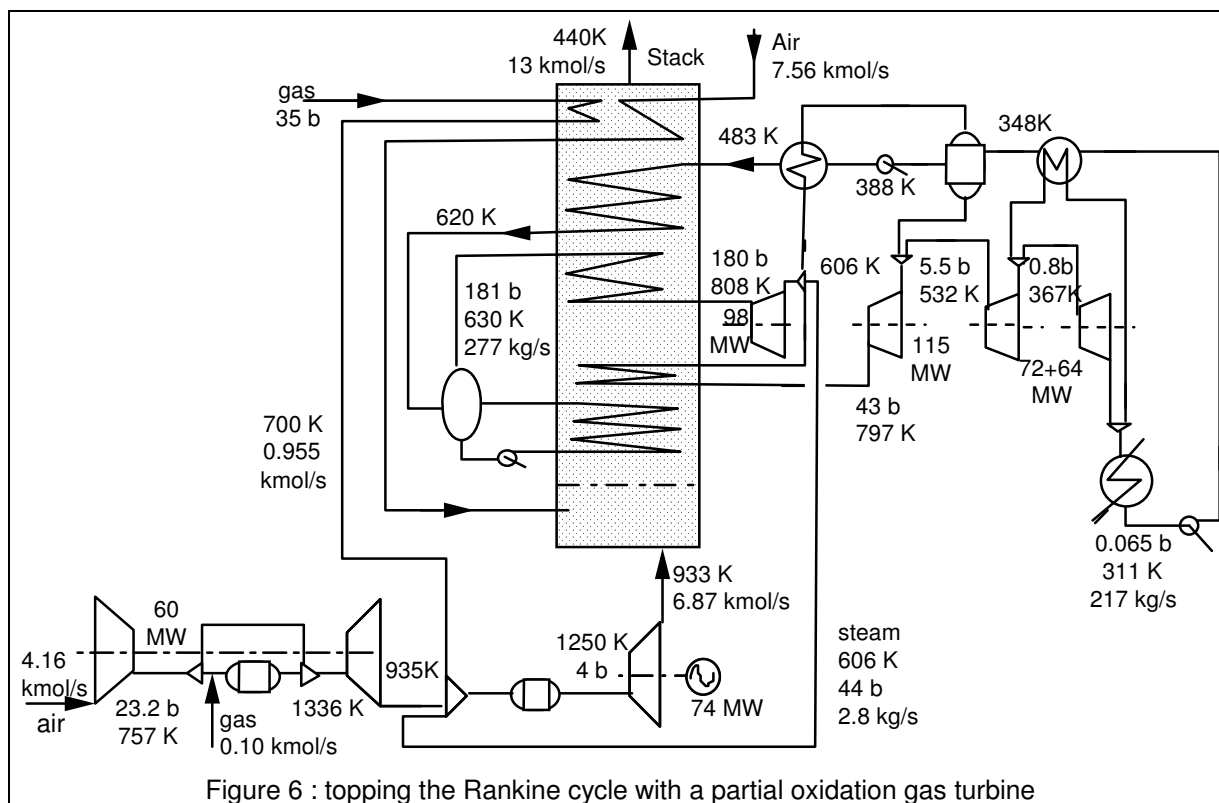 440K
13 kmol/s
Stack
Air
7.56 kmol/s
gas
35 b
483 K
348K
388 K
620 K
180 b
808 K
98
MW
606 K
5.5 b
532 K
0.8b
367K
181 b
630 K
277 kg/s
115
MW
72+64
MW
43 b
797 K
700 K
0.955
kmol/s
0.065 b
311 K
217 kg/s
933 K
6.87 kmol/s
60
MW
4.16
kmol/s
air
23.2 b
757 K
gas
0.10 kmol/s
1336 K
935K
1250 K
4 b
74 MW
steam
606 K
44 b
2.8 kg/s
Figure 6 : topping the Rankine cycle with a partial oxidation gas turbine